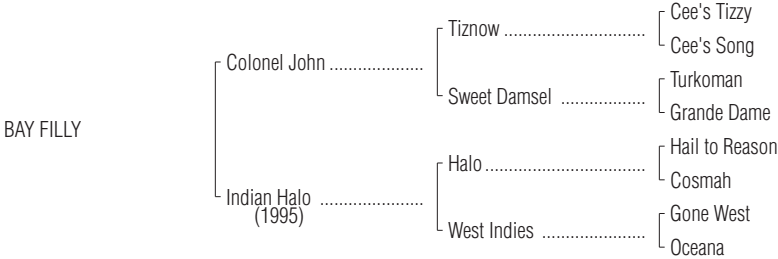 Cee's Tizzy
Tiznow ..............................
Cee's Song
Colonel John ....................
Turkoman
Sweet Damsel ..................
Grande Dame
BAY FILLY
Hail to Reason
Halo..................................
Cosmah
Indian Halo ......................
(1995)
Gone West
West Indies ......................
Oceana